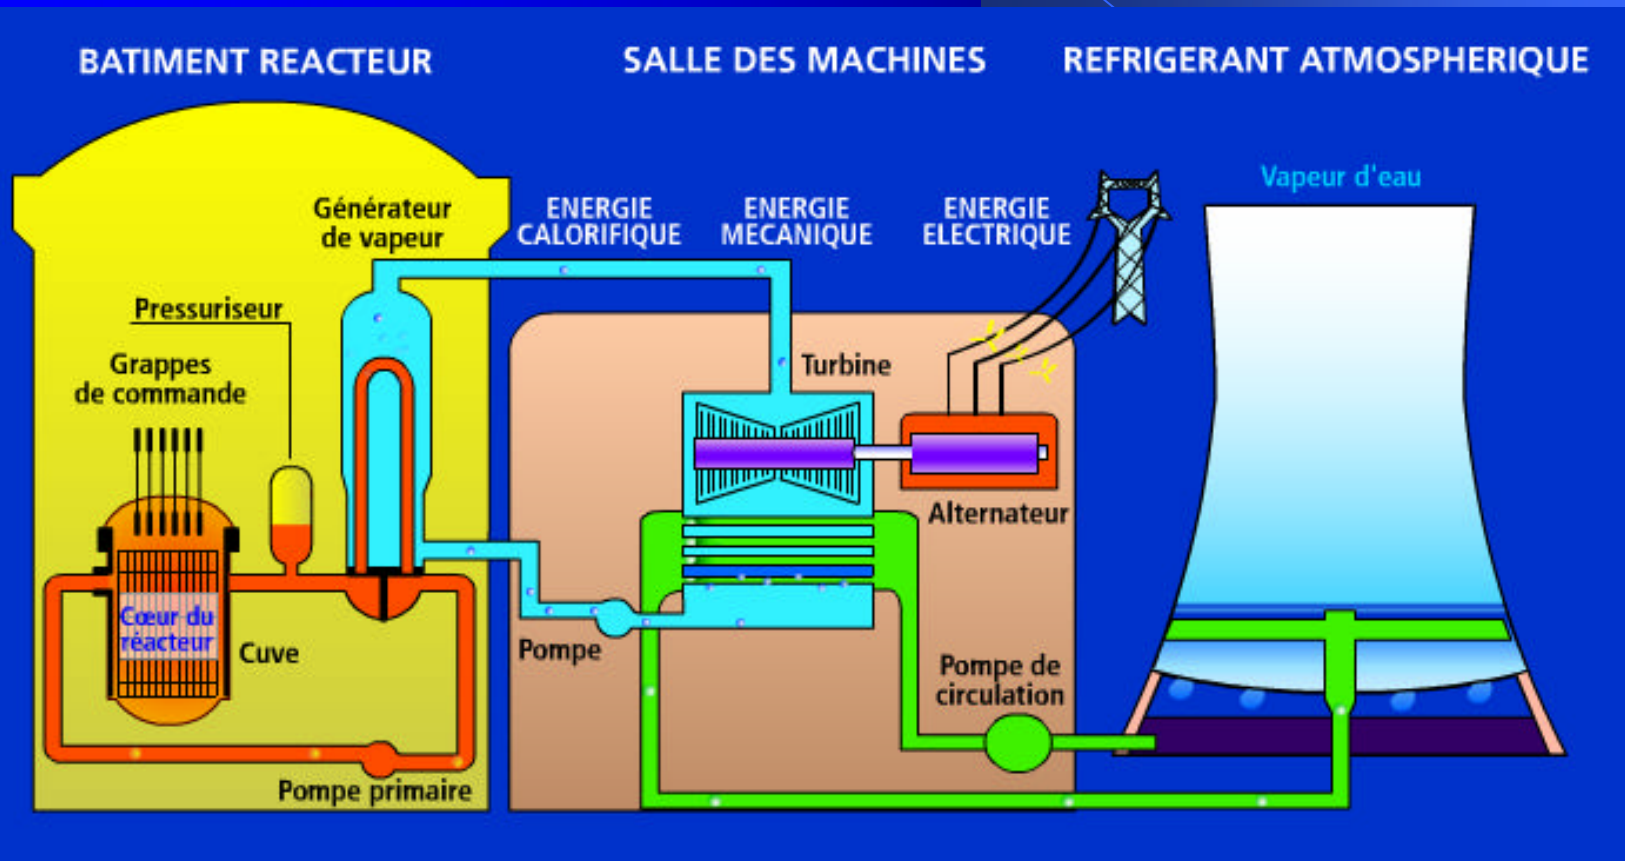 BATIMENT REACTEUR
SALLE DES MACHINES
REFRIGERANT ATMOSPHERIQUE
Vapeur d'eau
Générateur
de vapeur
ENERGIE
CALORIFIQUE
ENERGIE
MECANIQUE
ENERGIE
ELECTRIQUE
Pressuriseur
Grappes
de commande
Turbine
Alternateur
Cœur du
réacteur
Cuve
Pompe
Pompe de
circulation
Pompe primaire